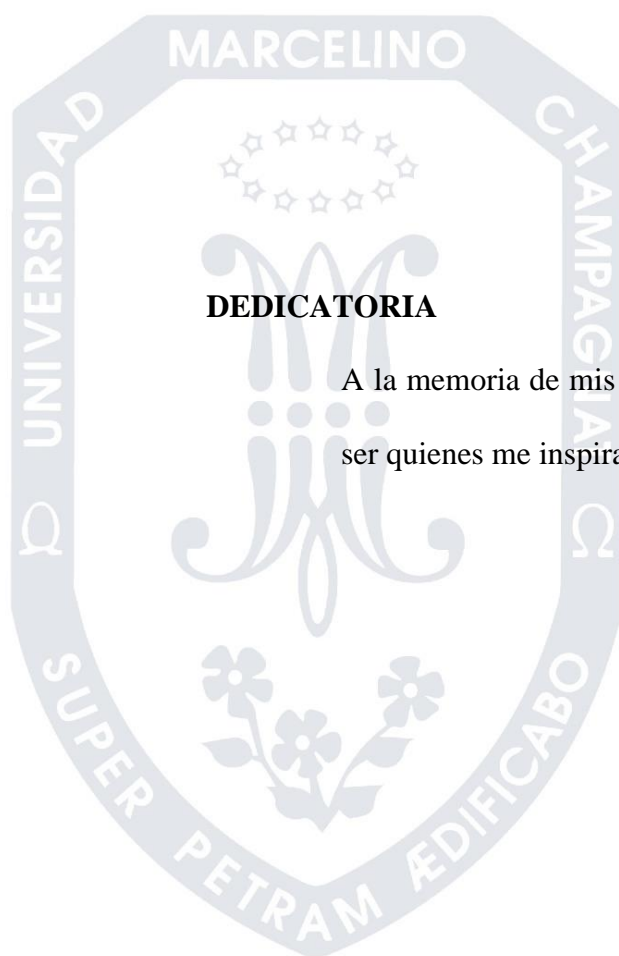 UNIVERSIDAD MARCELINO CHAMPAGNAT
DEDICATORIA
A la memoria de mis
ser quienes me inspira
SUPER PETRAM ÆDIFICABO